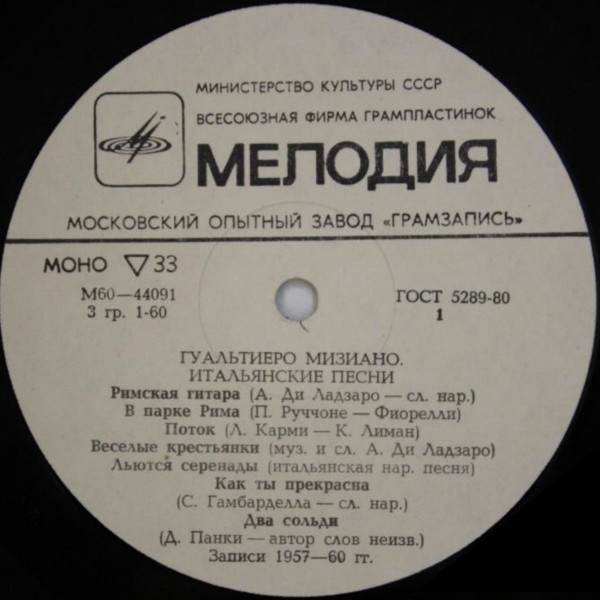 МИНИСТЕРСТВО КУЛЬТУРЫ СССР
ВСЕСОЮЗНАЯ ФИРМА ГРАМПЛАСТИНОК
МЕЛОДИЯ
МОСКОВСКИЙ ОПЫТНЫЙ ЗАВОД «ГРАМЗАПИСЬ»
МОНО ▽ 33
М60—44091
3 гр. 1-60
ГОСТ 5289-80
1
ГУАЛЬТИЕРО МИЗИАНО.
ИТАЛЬЯНСКИЕ ПЕСНИ
Римская гитара (А. Ди Ладзаро — сл. нар.)
В парке Рима (П. Руччоне — Фиорелли)
Поток (Л. Карми — К. Лиман)
Веселые крестьянки (муз. и сл. А. Ди Ладзаро)
Льются серенады (итальянская нар. песня)
Как ты прекрасна
(С. Гамбарделла — сл. нар.)
Два сольди
(Д. Панки — автор слов неизв.)
Записи 1957—60 гг.